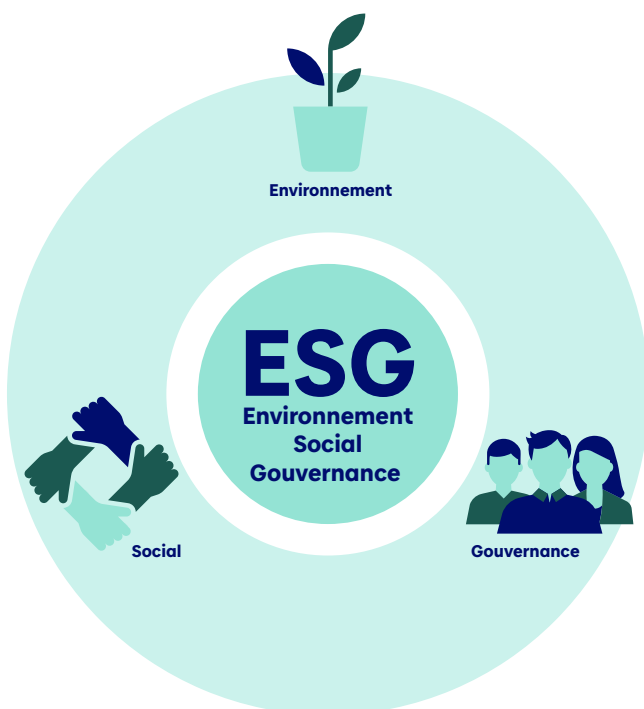 Environnement
ESG
Environnement
Social
Gouvernance
Social
Gouvernance